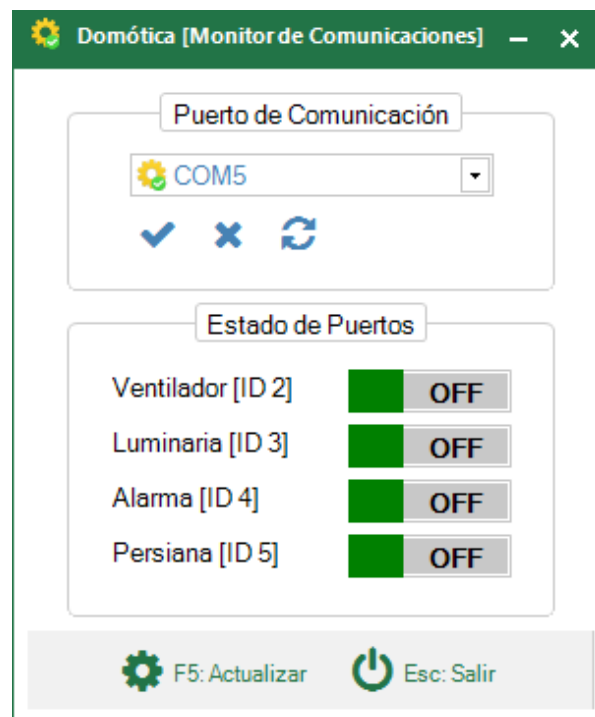 Domótica [Monitor de Comunicaciones]
Puerto de Comunicación
COM5
Estado de Puertos
Ventilador [ID 2] OFF
Luminaria [ID 3] OFF
Alarma [ID 4] OFF
Persiana [ID 5] OFF
F5: Actualizar Esc: Salir